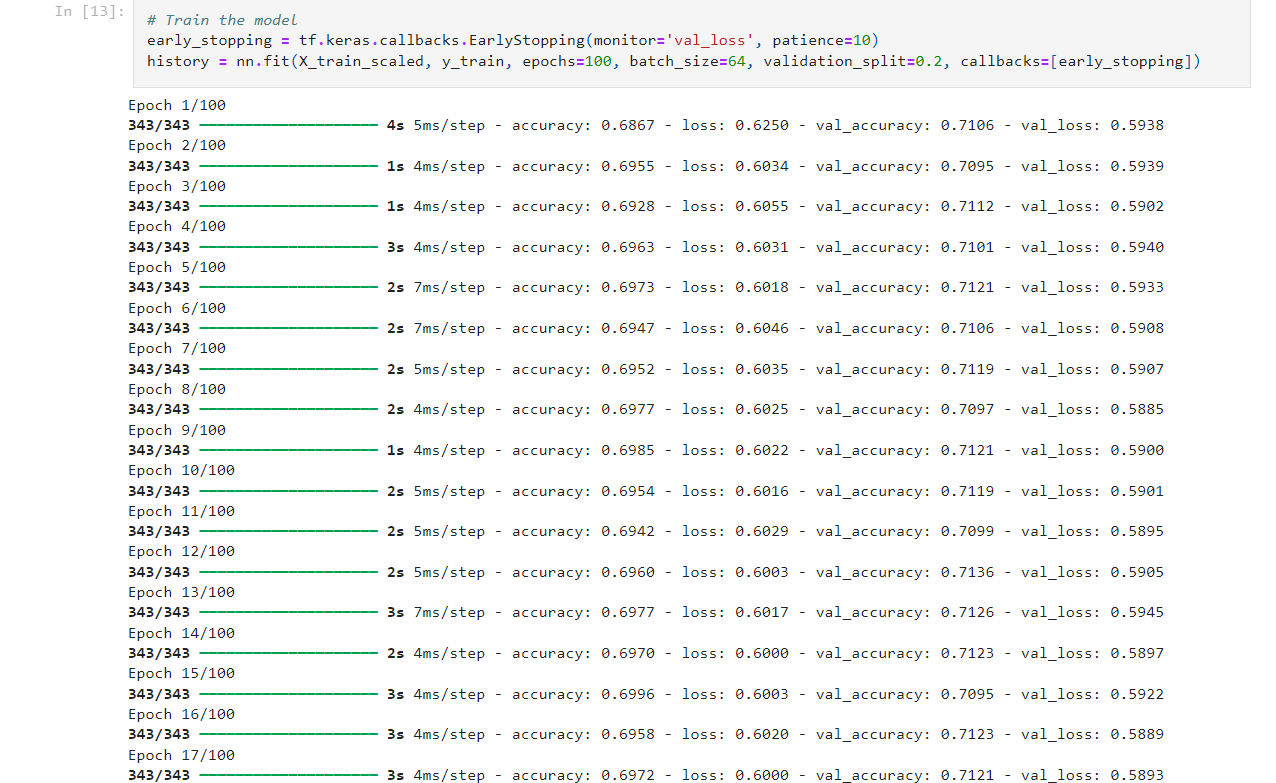 In [13]:
# Train the model
early_stopping = tf.keras.callbacks.EarlyStopping(monitor='val_loss', patience=10)
history = nn.fit(X_train_scaled, y_train, epochs=100, batch_size=64, validation_split=0.2, callbacks=[early_stopping])
Epoch 1/100
343/343 ━━━━━━━━━━━━━━━━━━━━ 4s 5ms/step - accuracy: 0.6867 - loss: 0.6250 - val_accuracy: 0.7106 - val_loss: 0.5938
Epoch 2/100
343/343 ━━━━━━━━━━━━━━━━━━━━ 1s 4ms/step - accuracy: 0.6955 - loss: 0.6034 - val_accuracy: 0.7095 - val_loss: 0.5939
Epoch 3/100
343/343 ━━━━━━━━━━━━━━━━━━━━ 1s 4ms/step - accuracy: 0.6928 - loss: 0.6055 - val_accuracy: 0.7112 - val_loss: 0.5902
Epoch 4/100
343/343 ━━━━━━━━━━━━━━━━━━━━ 3s 4ms/step - accuracy: 0.6963 - loss: 0.6031 - val_accuracy: 0.7101 - val_loss: 0.5940
Epoch 5/100
343/343 ━━━━━━━━━━━━━━━━━━━━ 2s 7ms/step - accuracy: 0.6973 - loss: 0.6018 - val_accuracy: 0.7121 - val_loss: 0.5933
Epoch 6/100
343/343 ━━━━━━━━━━━━━━━━━━━━ 2s 7ms/step - accuracy: 0.6947 - loss: 0.6046 - val_accuracy: 0.7106 - val_loss: 0.5908
Epoch 7/100
343/343 ━━━━━━━━━━━━━━━━━━━━ 2s 5ms/step - accuracy: 0.6952 - loss: 0.6035 - val_accuracy: 0.7119 - val_loss: 0.5907
Epoch 8/100
343/343 ━━━━━━━━━━━━━━━━━━━━ 2s 4ms/step - accuracy: 0.6977 - loss: 0.6025 - val_accuracy: 0.7097 - val_loss: 0.5885
Epoch 9/100
343/343 ━━━━━━━━━━━━━━━━━━━━ 1s 4ms/step - accuracy: 0.6985 - loss: 0.6022 - val_accuracy: 0.7121 - val_loss: 0.5900
Epoch 10/100
343/343 ━━━━━━━━━━━━━━━━━━━━ 2s 5ms/step - accuracy: 0.6954 - loss: 0.6016 - val_accuracy: 0.7119 - val_loss: 0.5901
Epoch 11/100
343/343 ━━━━━━━━━━━━━━━━━━━━ 2s 5ms/step - accuracy: 0.6942 - loss: 0.6029 - val_accuracy: 0.7099 - val_loss: 0.5895
Epoch 12/100
343/343 ━━━━━━━━━━━━━━━━━━━━ 2s 5ms/step - accuracy: 0.6960 - loss: 0.6003 - val_accuracy: 0.7136 - val_loss: 0.5905
Epoch 13/100
343/343 ━━━━━━━━━━━━━━━━━━━━ 3s 7ms/step - accuracy: 0.6977 - loss: 0.6017 - val_accuracy: 0.7126 - val_loss: 0.5945
Epoch 14/100
343/343 ━━━━━━━━━━━━━━━━━━━━ 2s 4ms/step - accuracy: 0.6970 - loss: 0.6000 - val_accuracy: 0.7123 - val_loss: 0.5897
Epoch 15/100
343/343 ━━━━━━━━━━━━━━━━━━━━ 3s 4ms/step - accuracy: 0.6996 - loss: 0.6003 - val_accuracy: 0.7095 - val_loss: 0.5922
Epoch 16/100
343/343 ━━━━━━━━━━━━━━━━━━━━ 3s 4ms/step - accuracy: 0.6958 - loss: 0.6020 - val_accuracy: 0.7123 - val_loss: 0.5889
Epoch 17/100
343/343 ━━━━━━━━━━━━━━━━━━━━ 3s 4ms/step - accuracy: 0.6972 - loss: 0.6000 - val_accuracy: 0.7121 - val_loss: 0.5893